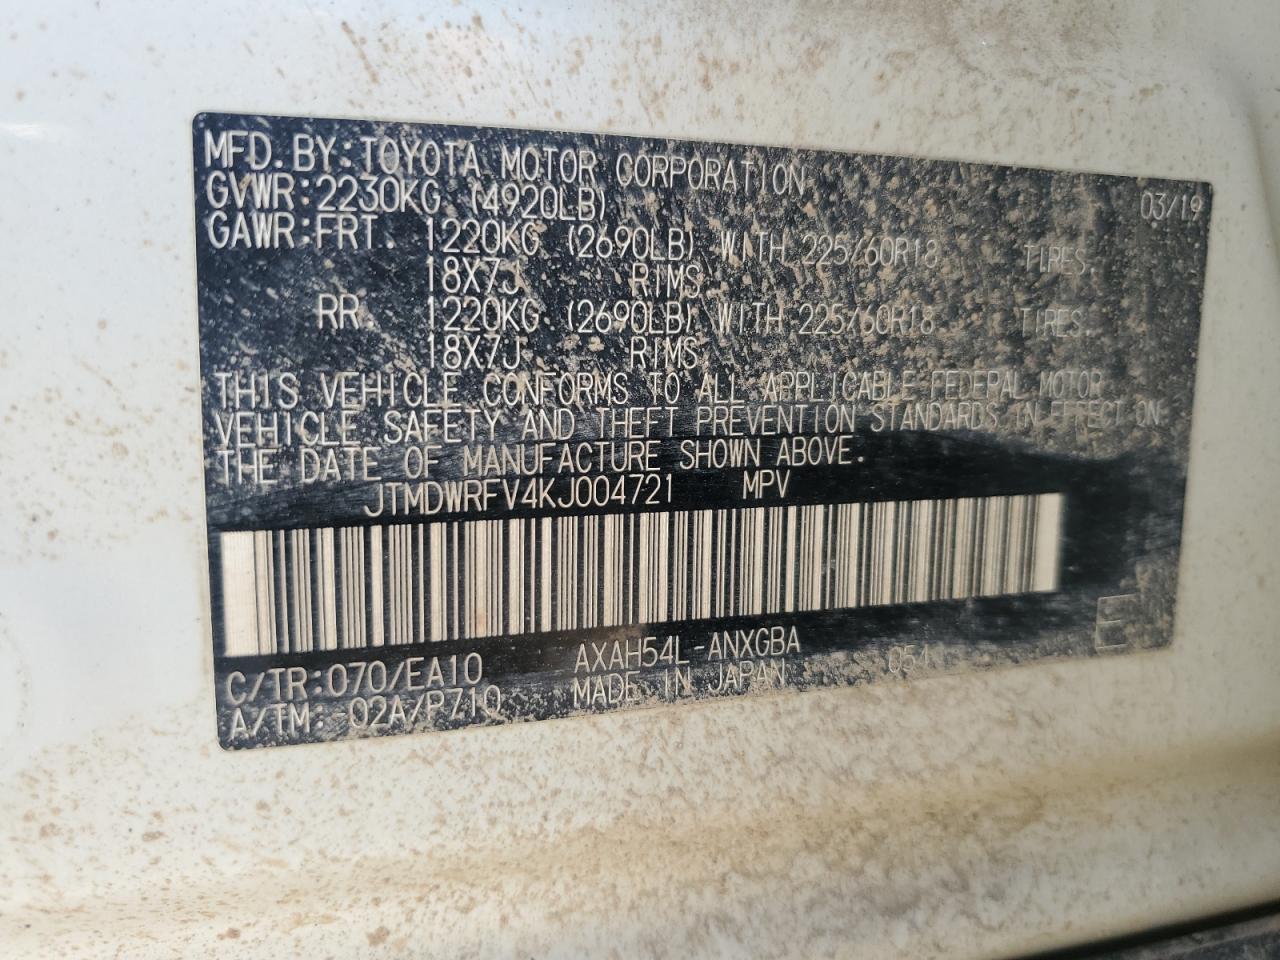 MFD.BY:TOYOTA MOTOR CORPORATION 03/19
GVWR:2230KG (4920LB)
GAWR:FRT. 1220KG (2690LB) WITH 225/60R18 TIRES.
18X7J RIMS
RR. 1220KG (2690LB) WITH 225/60R18 TIRES.
18X7J RIMS
THIS VEHICLE CONFORMS TO ALL APPLICABLE FEDERAL MOTOR
VEHICLE SAFETY AND THEFT PREVENTION STANDARDS IN EFFECT ON
THE DATE OF MANUFACTURE SHOWN ABOVE.
JTMDWRFV4KJ004721 MPV
C/TR:070/EA10 AXAH54L-ANXGBA 054 E
A/TM:-02A/P710 MADE IN JAPAN